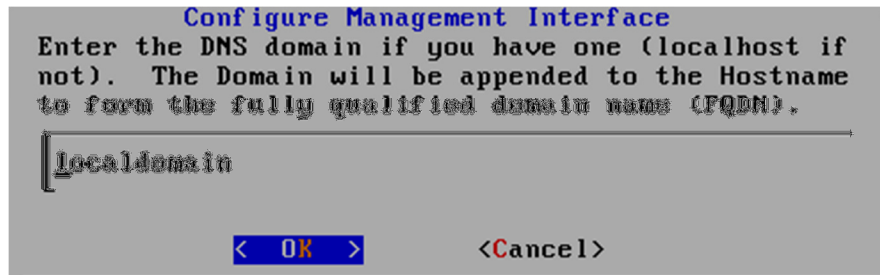 Configure Management Interface
Enter the DNS domain if you have one (localhost if
not).  The Domain will be appended to the Hostname
to form the fully qualified domain name (FQDN).
localdomain
<  OK  >	<Cancel>